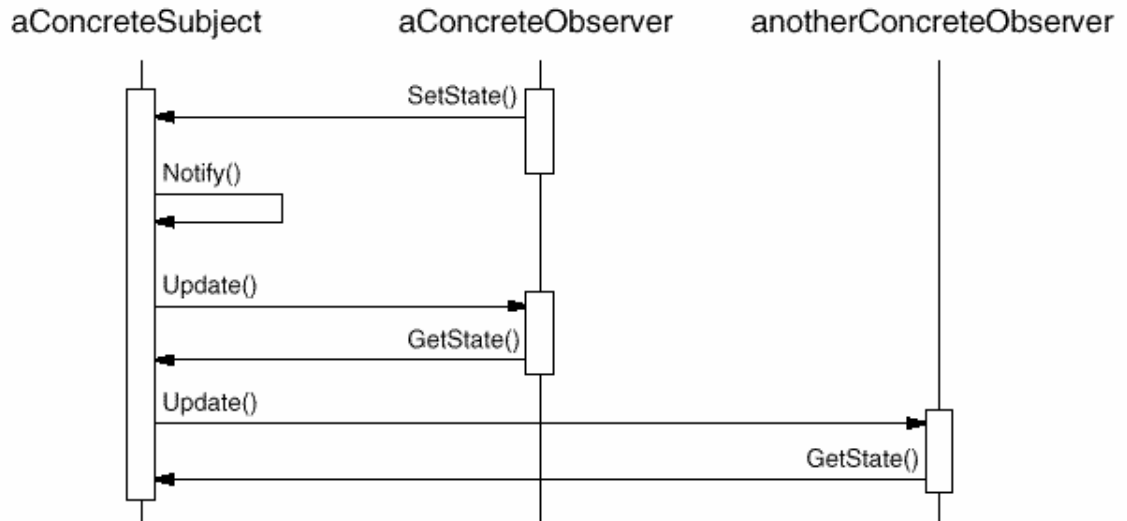 aConcreteSubject aConcreteObserver anotherConcreteObserver
SetState()
Notify()
Update()
GetState()
Update()
GetState()